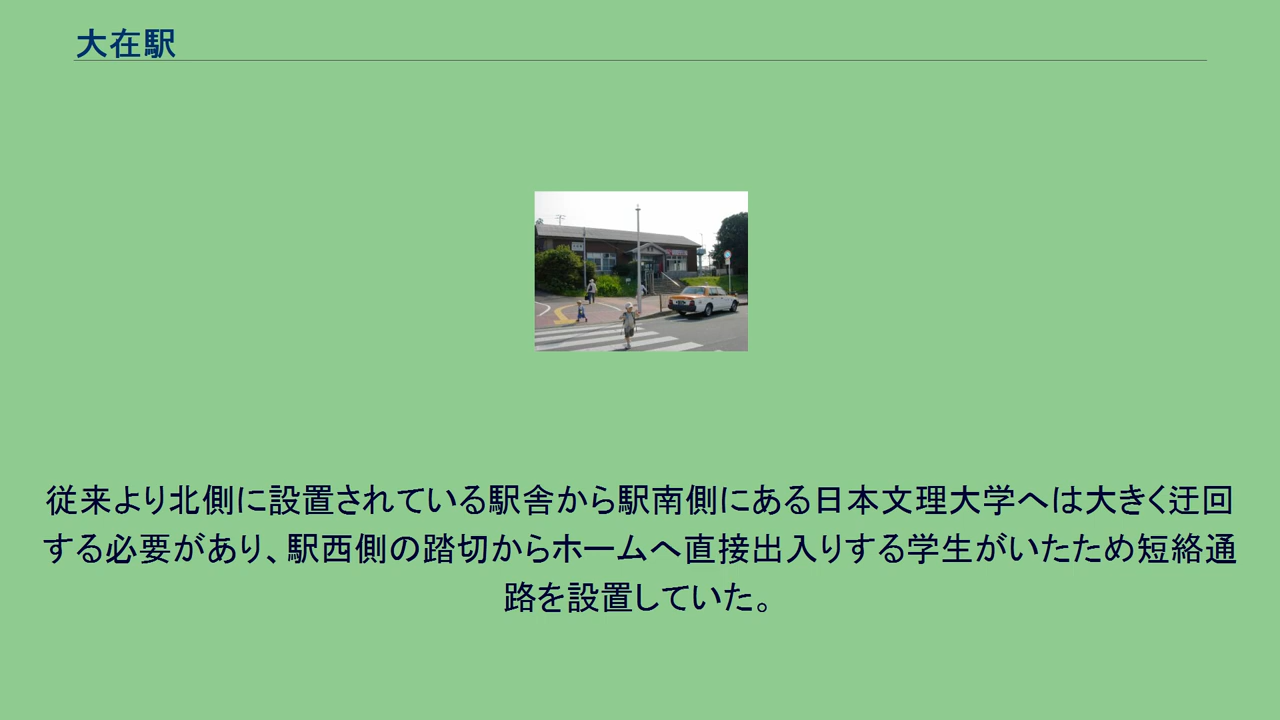 大在駅
従来より北側に設置されている駅舎から駅南側にある日本文理大学へは大きく迂回
する必要があり、駅西側の踏切からホームへ直接出入りする学生がいたため短絡通
路を設置していた。